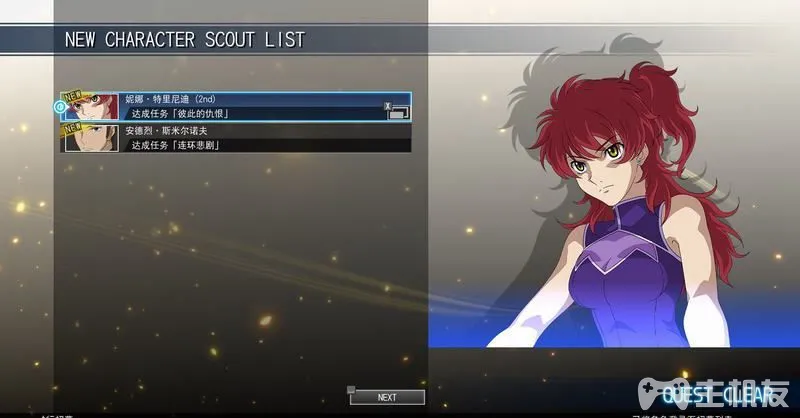 NEW CHARACTER SCOUT LIST
NEW
妮娜·特里尼迪 (2nd)
达成任务「彼此的仇恨」
X
NEW
安德烈·斯米尔诺夫
达成任务「连环悲剧」
NEXT
QUEST CLEAR
主机友